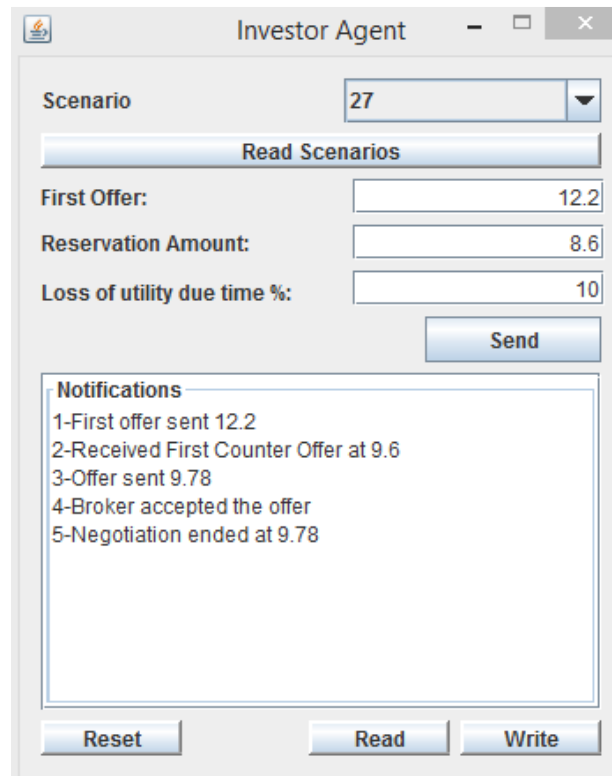 Investor Agent
Scenario 27
Read Scenarios
First Offer: 12.2
Reservation Amount: 8.6
Loss of utility due time %: 10
Send
Notifications
1-First offer sent 12.2
2-Received First Counter Offer at 9.6
3-Offer sent 9.78
4-Broker accepted the offer
5-Negotiation ended at 9.78
Reset Read Write